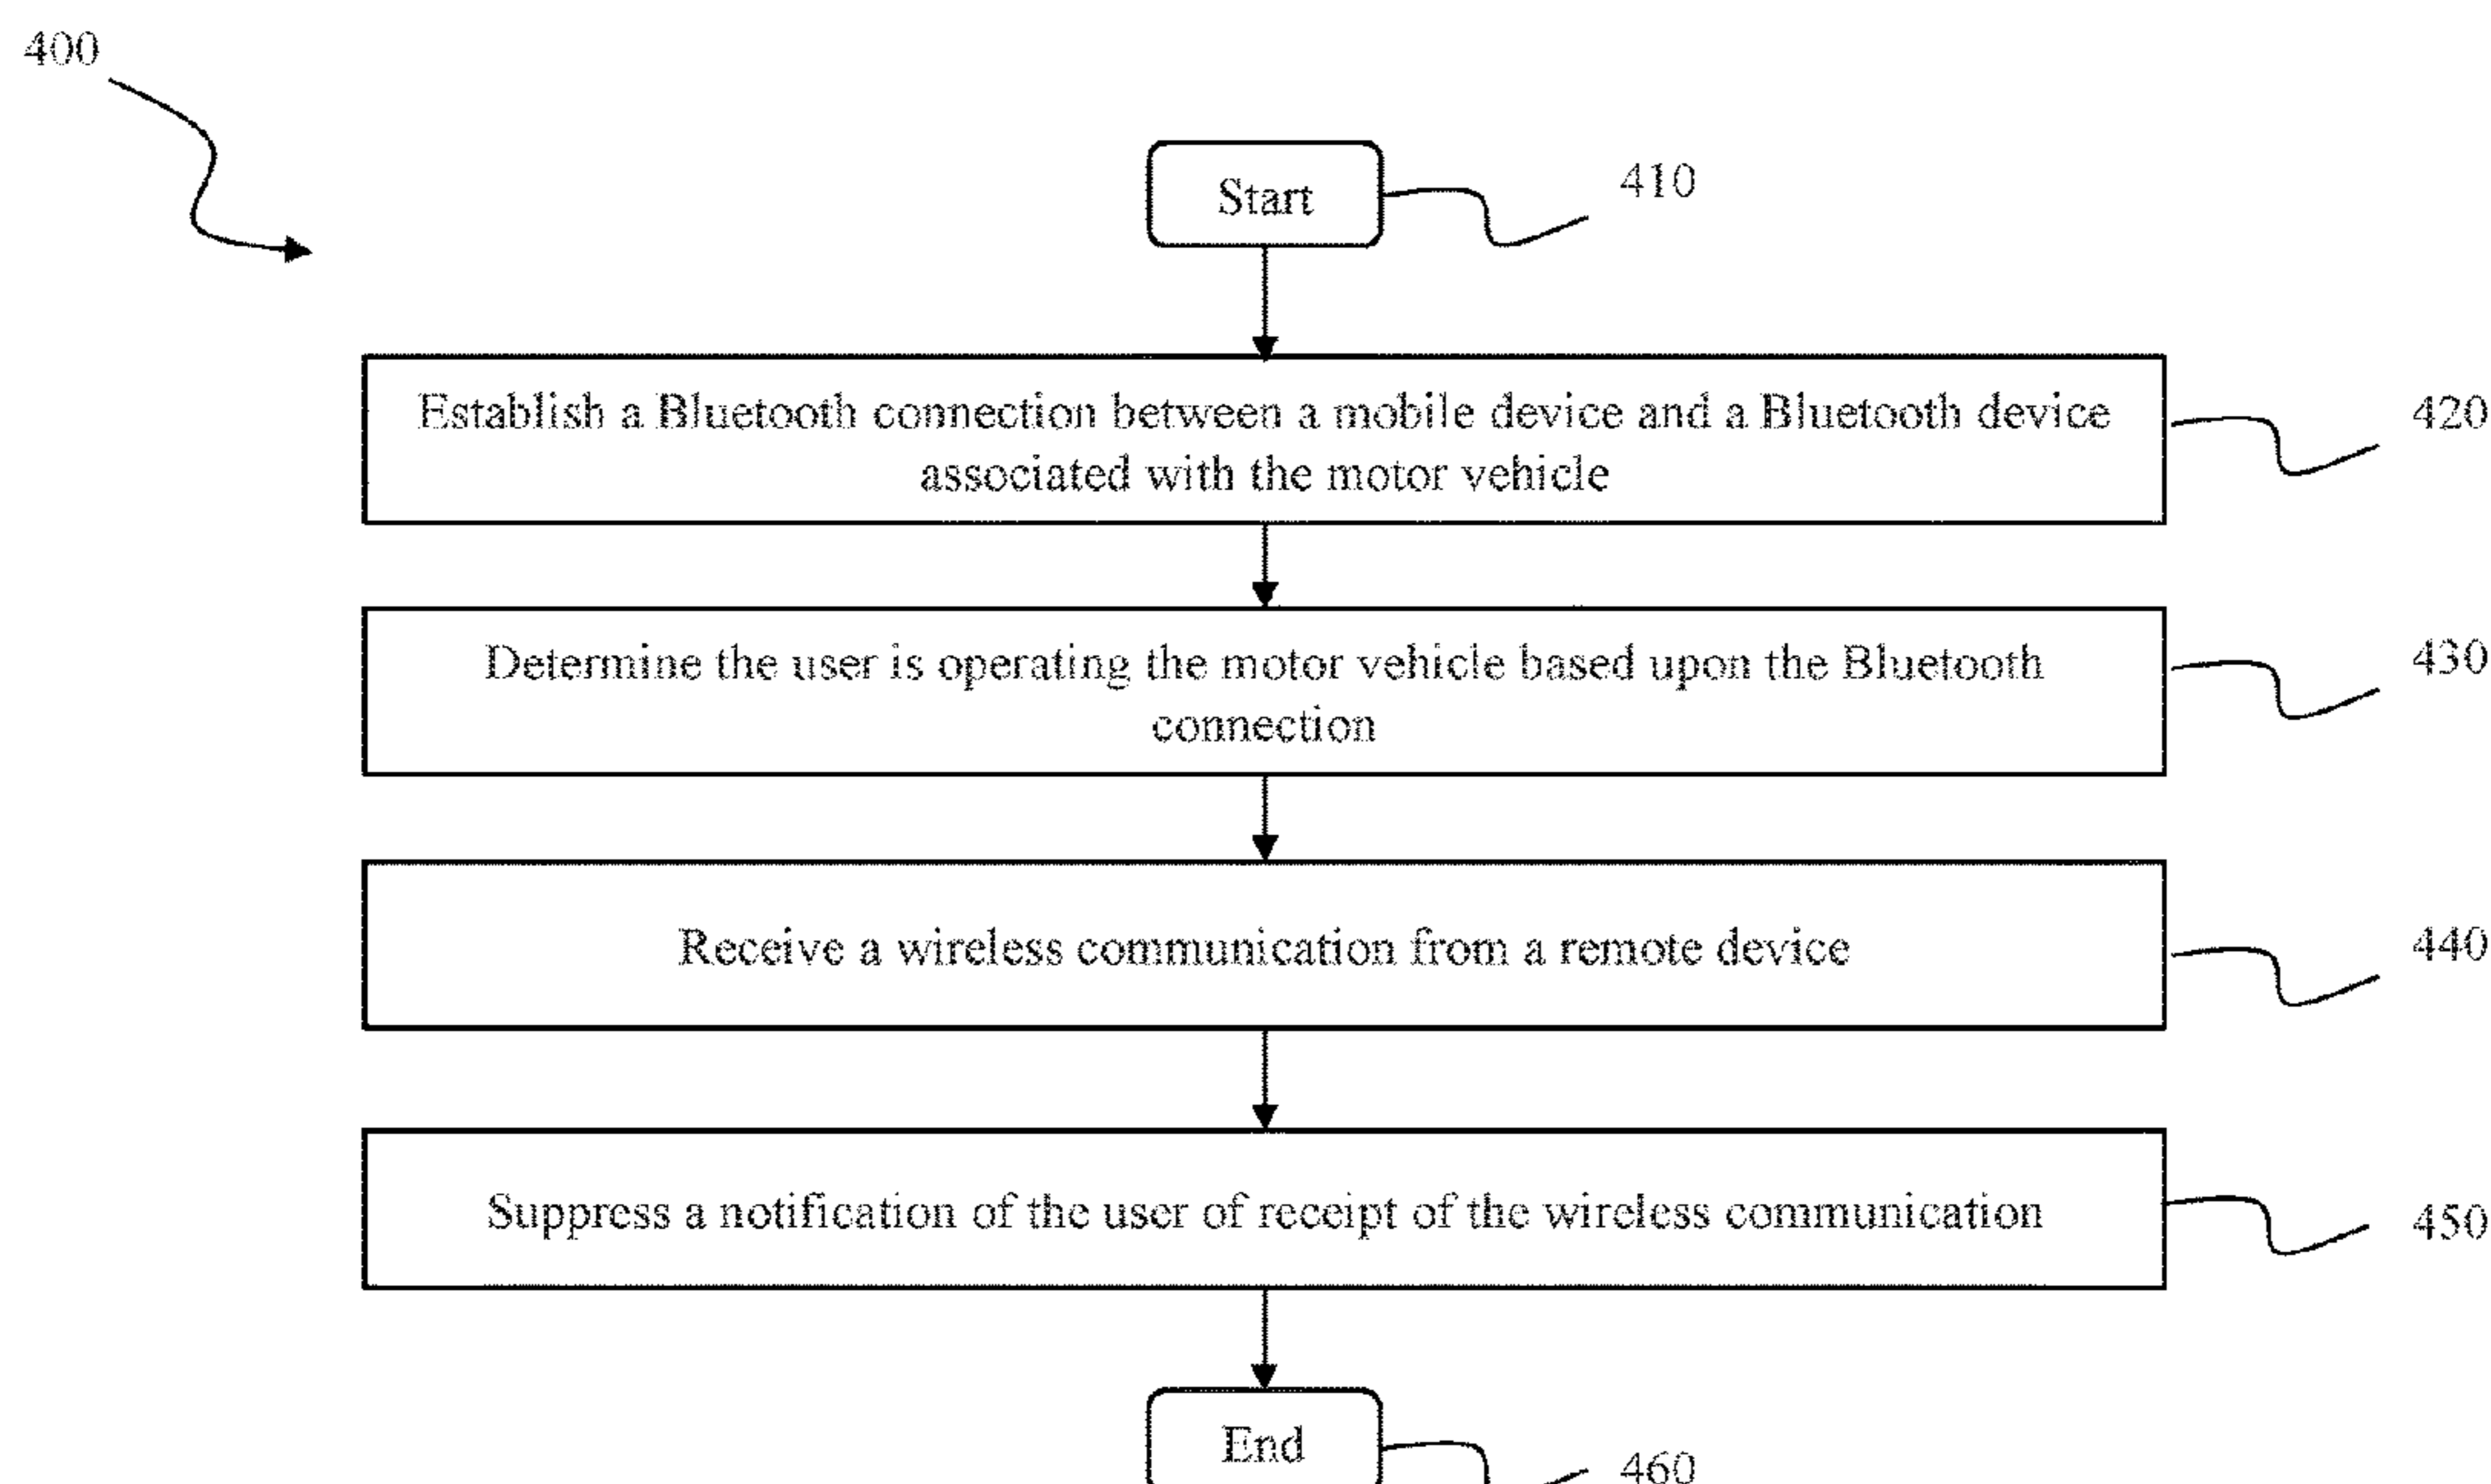 400
Start
410
Establish a Bluetooth connection between a mobile device and a Bluetooth device
associated with the motor vehicle
420
Determine the user is operating the motor vehicle based upon the Bluetooth
connection
430
Receive a wireless communication from a remote device
440
Suppress a notification of the user of receipt of the wireless communication
450
End
460